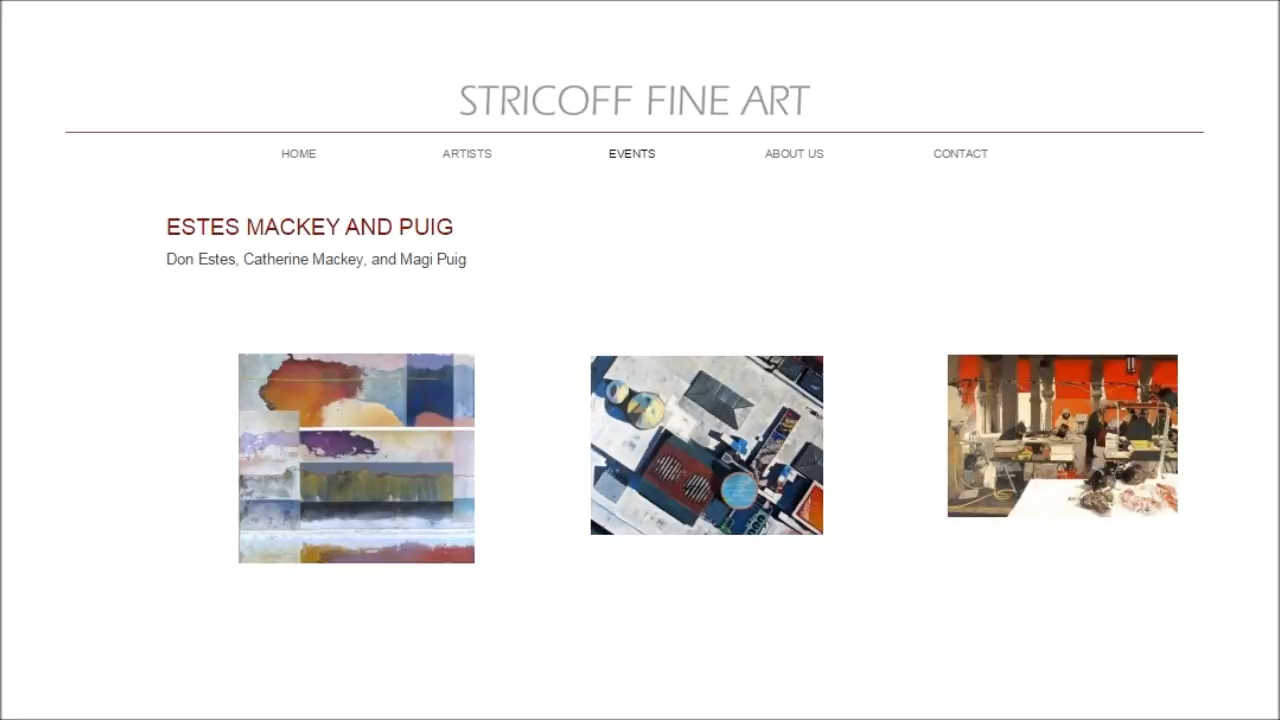 STRICOFF FINE ART
HOME ARTISTS EVENTS ABOUT US CONTACT
ESTES MACKEY AND PUIG
Don Estes, Catherine Mackey, and Magi Puig